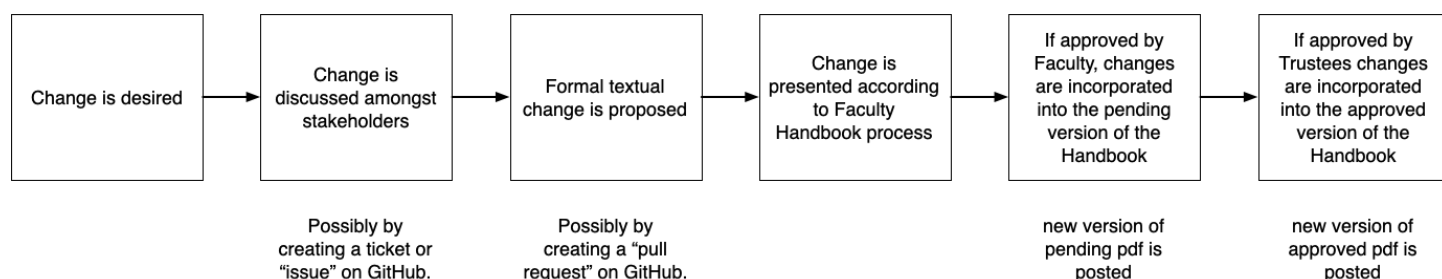 Change is desired
Change is
discussed amongst
stakeholders
Formal textual
change is proposed
Change is
presented according
to Faculty
Handbook process
If approved by
Faculty, changes
are incorporated
into the pending
version of the
Handbook
If approved by
Trustees changes
are incorporated
into the approved
version of the
Handbook
Possibly by
creating a ticket or
“issue” on GitHub.
Possibly by
creating a “pull
request” on GitHub.
new version of
pending pdf is
posted
new version of
approved pdf is
posted